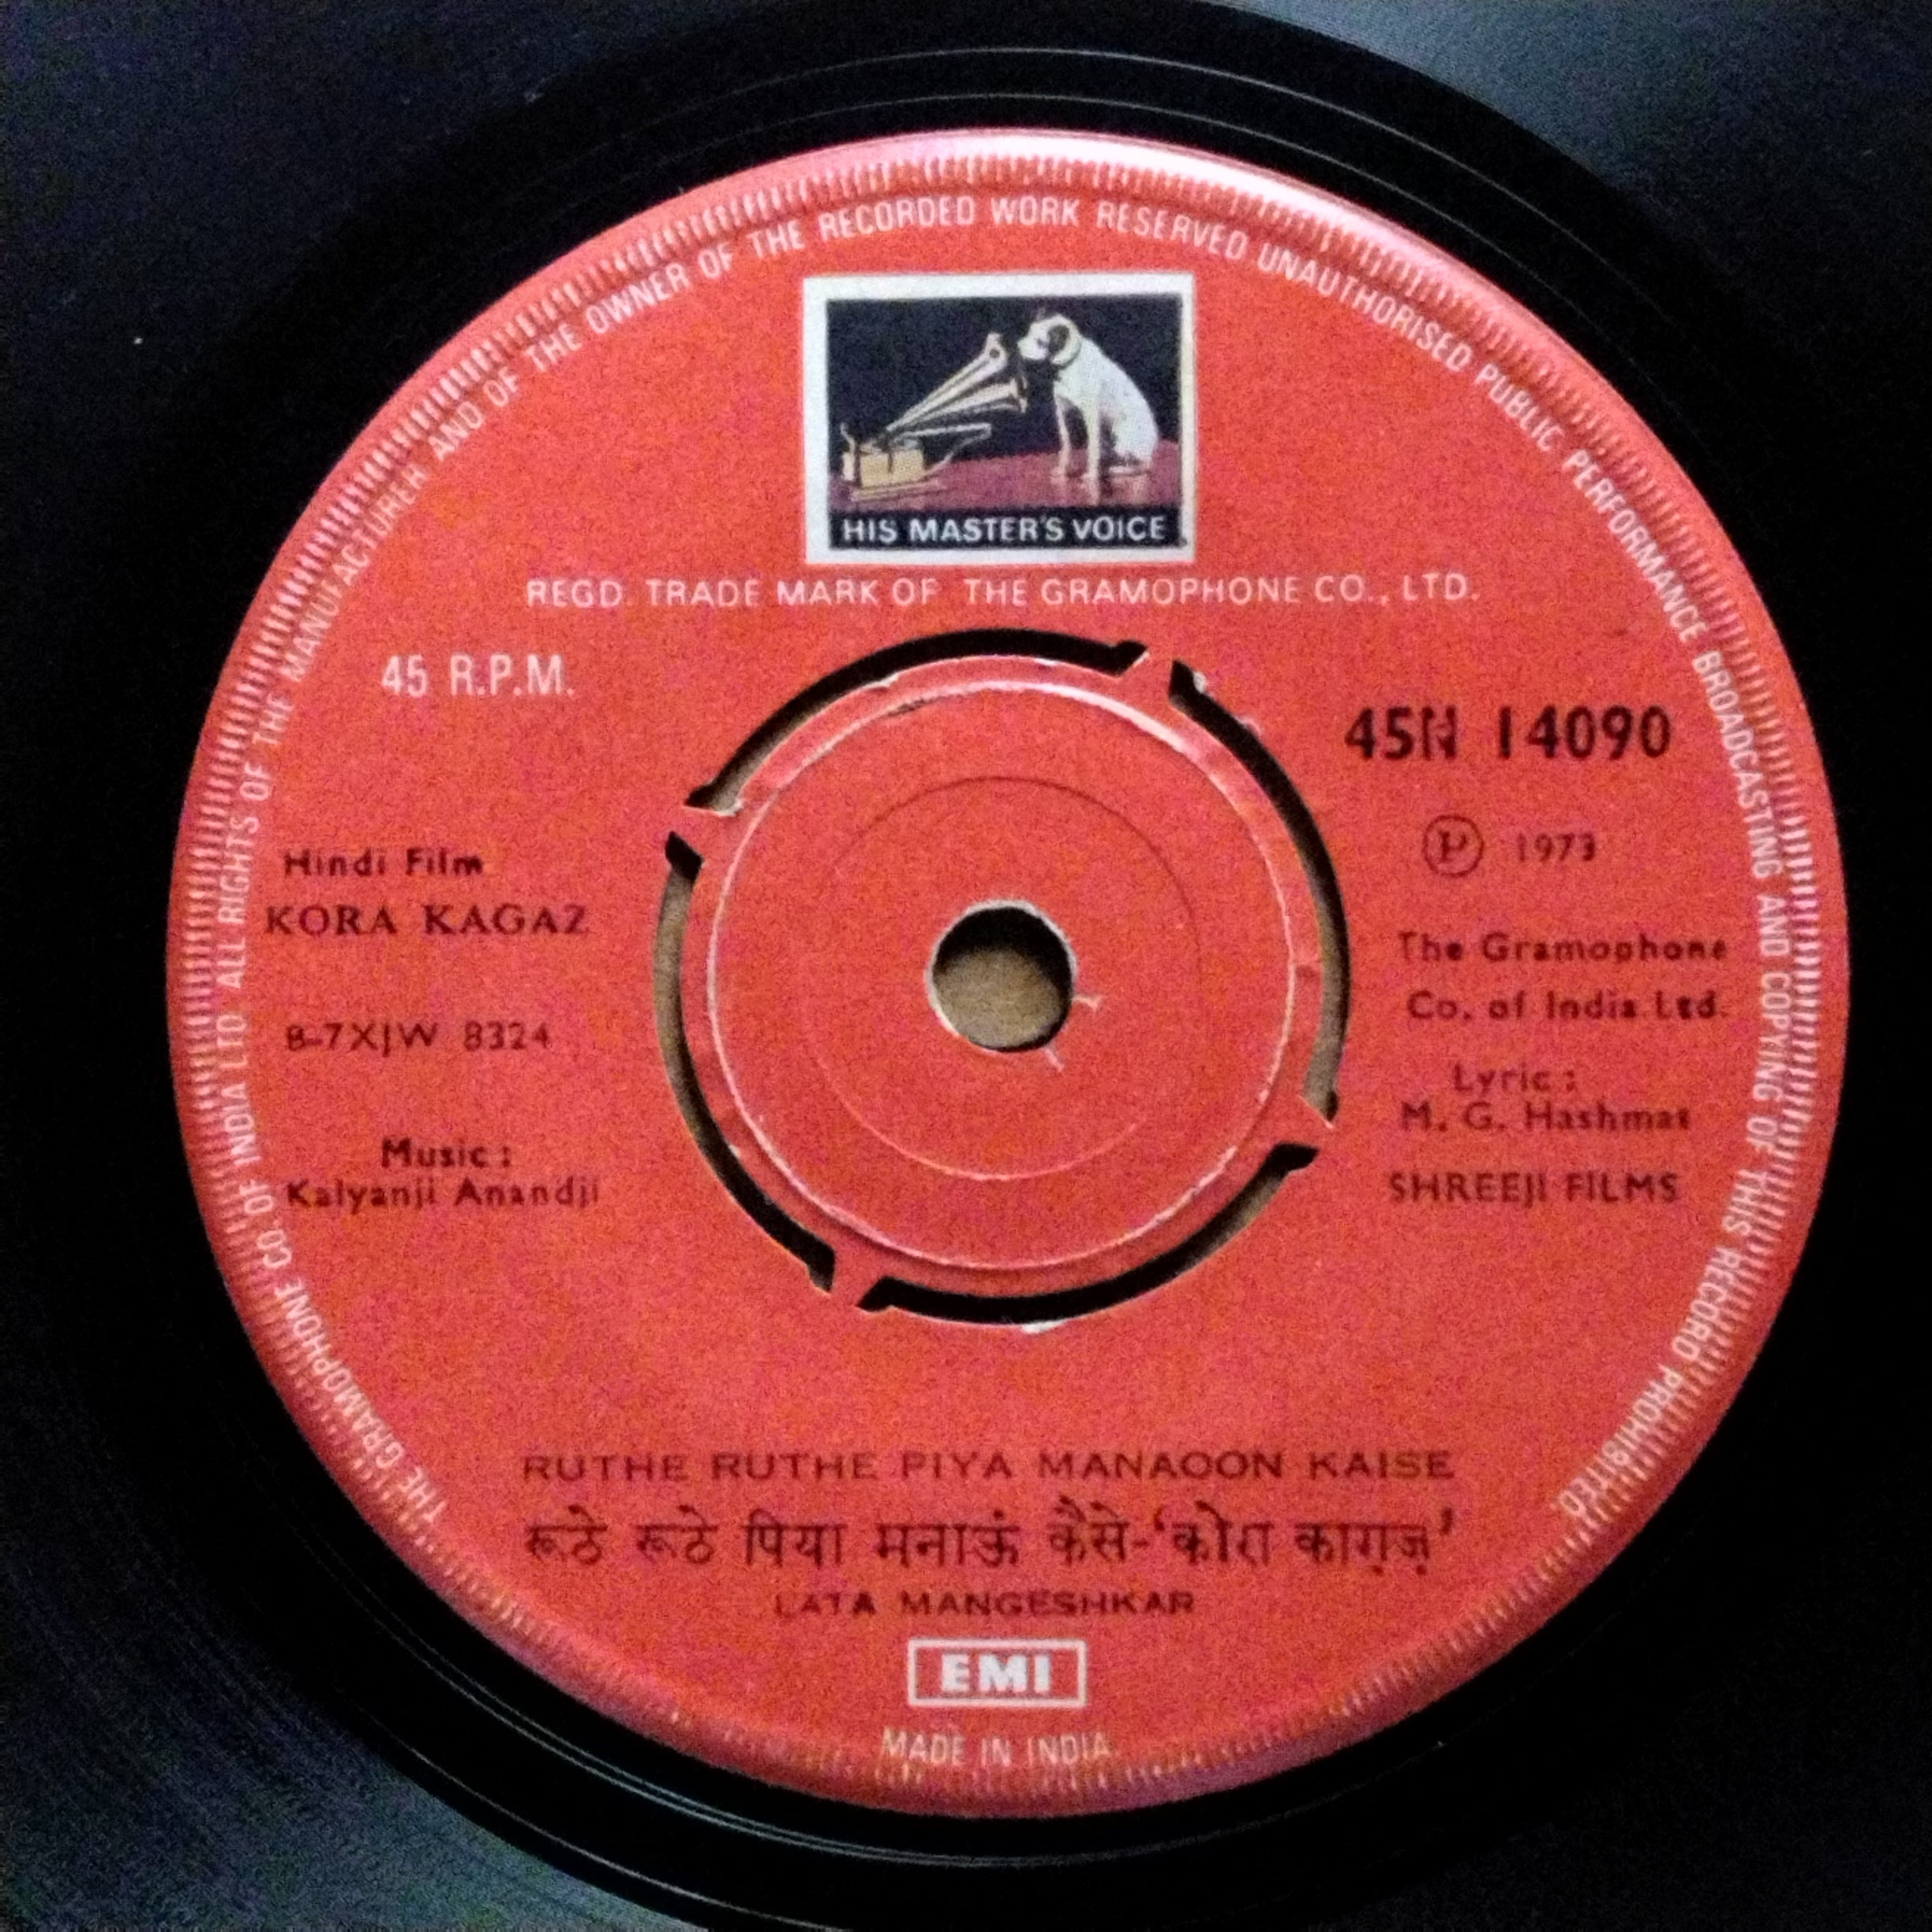 THE GRAMOPHONE CO. OF INDIA LTD. ALL RIGHTS OF THE MANUFACTURER AND OF THE OWNER OF THE RECORDED WORK RESERVED UNAUTHORISED PUBLIC PERFORMANCE BROADCASTING AND COPYING OF THIS RECORD PROHIBITED
HIS MASTER'S VOICE
REGD. TRADE MARK OF THE GRAMOPHONE CO., LTD.
45 R.P.M.
45N 14090
Ⓟ 1973
Hindi Film
KORA KAGAZ
The Gramophone
Co. of India Ltd.
8-7XJW 8324
Lyric :
M. G. Hashmat
Music :
Kalyanji Anandji
SHREEJI FILMS
RUTHE RUTHE PIYA MANAOON KAISE
रूठे रूठे पिया मनाऊं कैसे-‘कोरा काग़ज़’
LATA MANGESHKAR
EMI
MADE IN INDIA